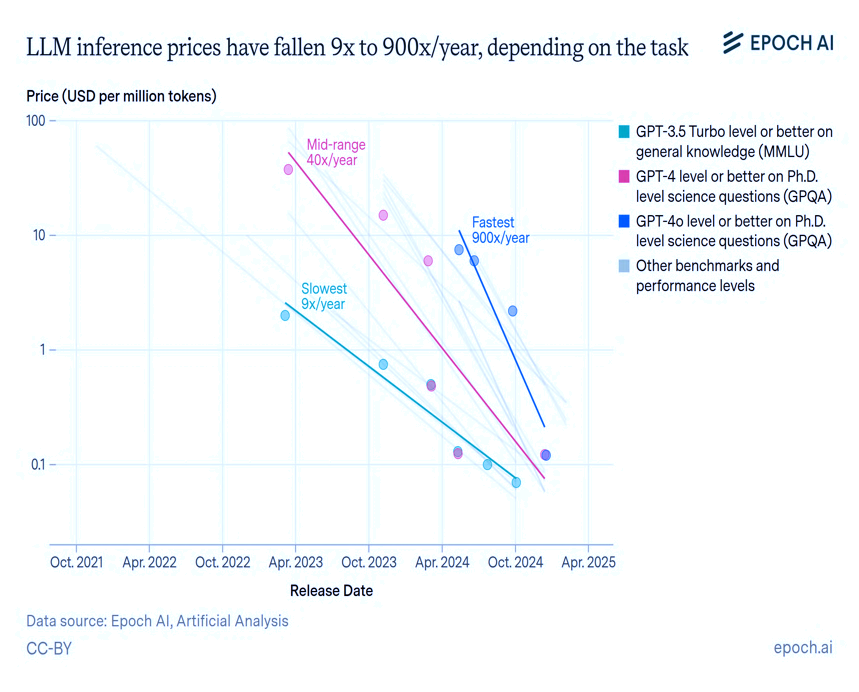 LLM inference prices have fallen 9x to 900x/year, depending on the task
EPOCH AI
Price (USD per million tokens)
100
10
1
0.1
Mid-range
40x/year
Fastest
900x/year
Slowest
9x/year
GPT-3.5 Turbo level or better on
general knowledge (MMLU)
GPT-4 level or better on Ph.D.
level science questions (GPQA)
GPT-4o level or better on Ph.D.
level science questions (GPQA)
Other benchmarks and
performance levels
Oct. 2021
Apr. 2022
Oct. 2022
Apr. 2023
Oct. 2023
Apr. 2024
Oct. 2024
Apr. 2025
Release Date
Data source: Epoch AI, Artificial Analysis
CC-BY
epoch.ai